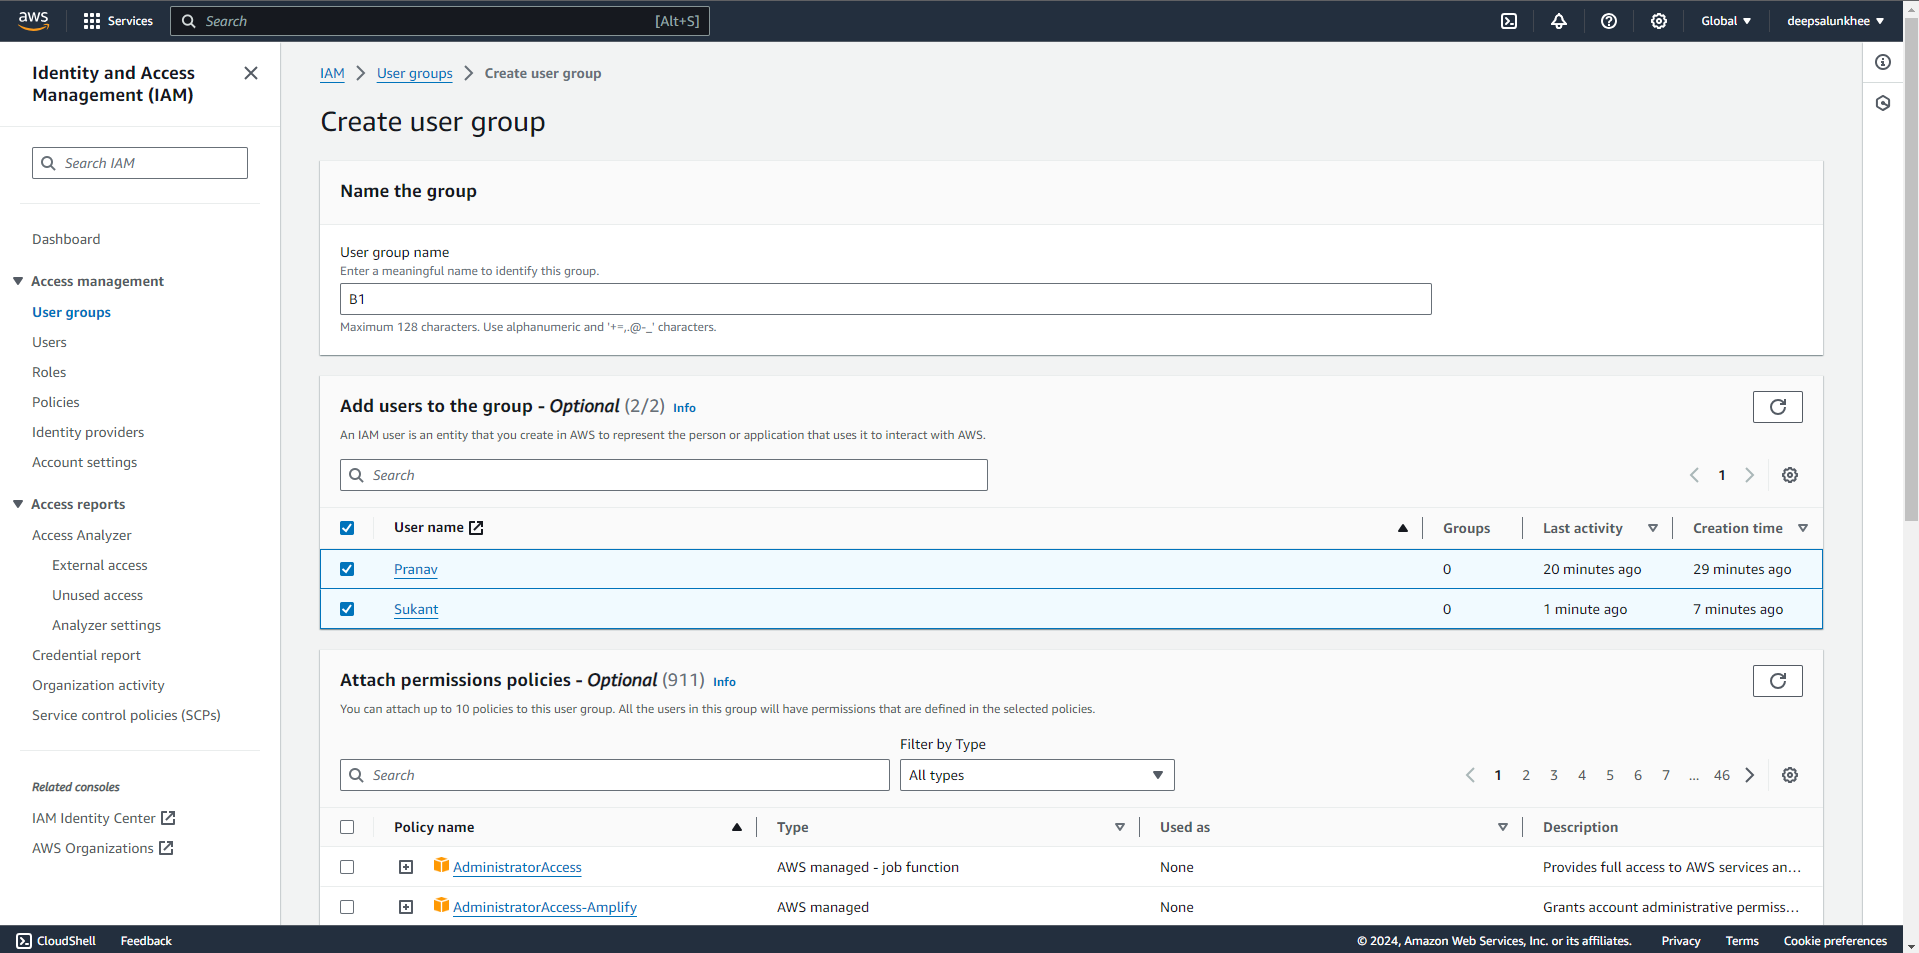 aws
Services
Search
[Alt+S]
Global
deepsalunkhee
Identity and Access
Management (IAM)
Search IAM
Dashboard
Access management
User groups
Users
Roles
Policies
Identity providers
Account settings
Access reports
Access Analyzer
External access
Unused access
Analyzer settings
Credential report
Organization activity
Service control policies (SCPs)
Related consoles
IAM Identity Center
AWS Organizations
IAM
User groups
Create user group
Create user group
Name the group
User group name
Enter a meaningful name to identify this group.
B1
Maximum 128 characters. Use alphanumeric and '+=,.@-_' characters.
Add users to the group - Optional (2/2) Info
An IAM user is an entity that you create in AWS to represent the person or application that uses it to interact with AWS.
Search
1
User name Groups Last activity Creation time
Pranav 0 20 minutes ago 29 minutes ago
Sukant 0 1 minute ago 7 minutes ago
Attach permissions policies - Optional (911) Info
You can attach up to 10 policies to this user group. All the users in this group will have permissions that are defined in the selected policies.
Filter by Type
Search
All types
1 2 3 4 5 6 7 ... 46
Policy name Type Used as Description
AdministratorAccess AWS managed - job function None Provides full access to AWS services an...
AdministratorAccess-Amplify AWS managed None Grants account administrative permiss...
CloudShell Feedback
© 2024, Amazon Web Services, Inc. or its affiliates. Privacy Terms Cookie preferences